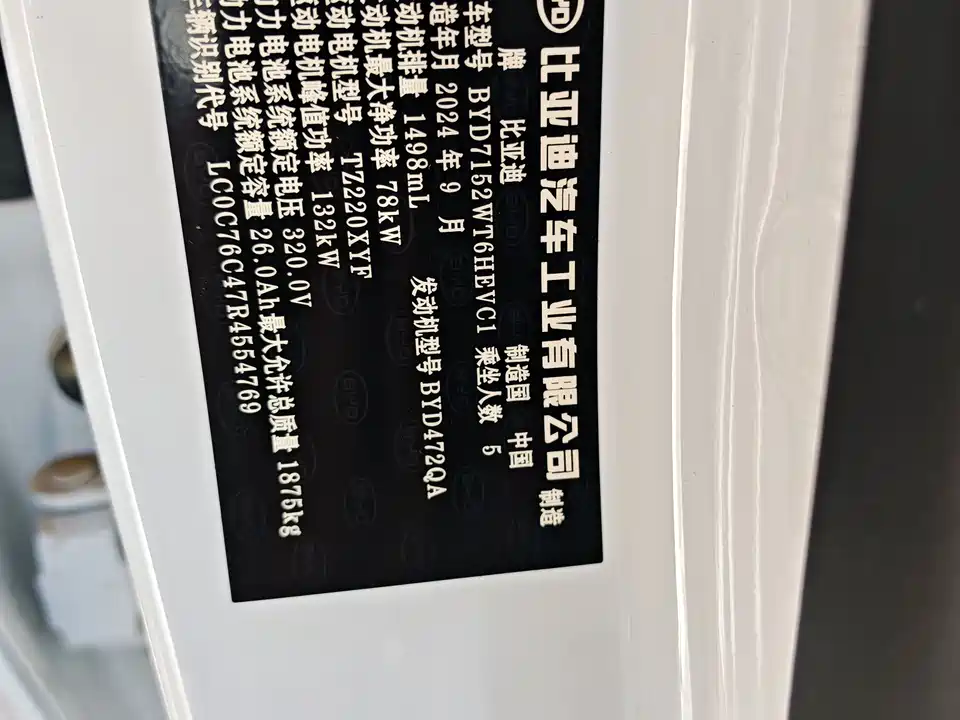 BYD 比亚迪汽车工业有限公司 制造
牌 比亚迪 制造国 中国
车型号 BYD7152WT6HEVC1 乘坐人数 5
造年月 2024 年 9 月
动机排量 1498mL 发动机型号 BYD472QA
动机最大净功率 78kW
动电机型号 TZ220XYF
动电机峰值功率 132kW
力电池系统额定电压 320.0V
力电池系统额定容量 26.0Ah 最大允许总质量 1875kg
车辆识别代号 LC0C76C47R4554769